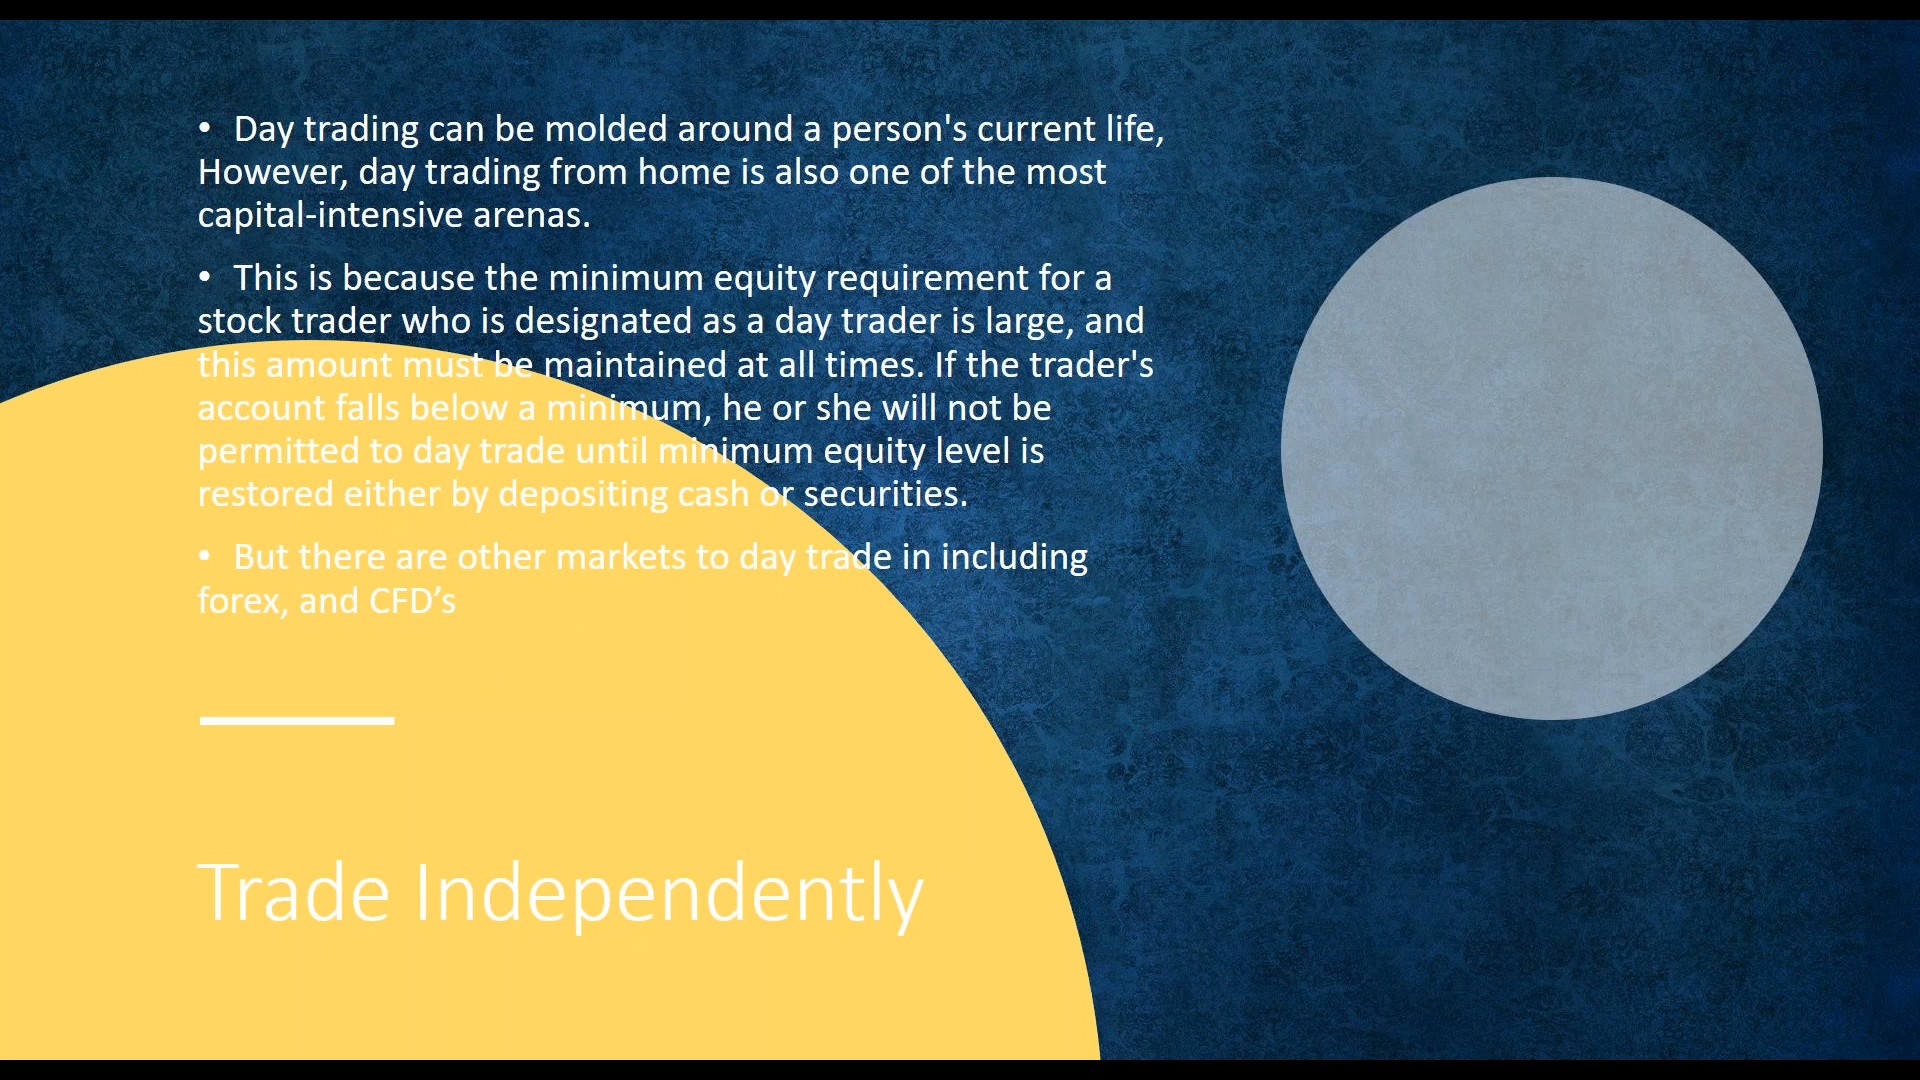 • Day trading can be molded around a person's current life,
However, day trading from home is also one of the most
capital-intensive arenas.
• This is because the minimum equity requirement for a
stock trader who is designated as a day trader is large, and
this amount must be maintained at all times. If the trader's
account falls below a minimum, he or she will not be
permitted to day trade until minimum equity level is
restored either by depositing cash or securities.
• But there are other markets to day trade in including
forex, and CFD’s
Trade Independently